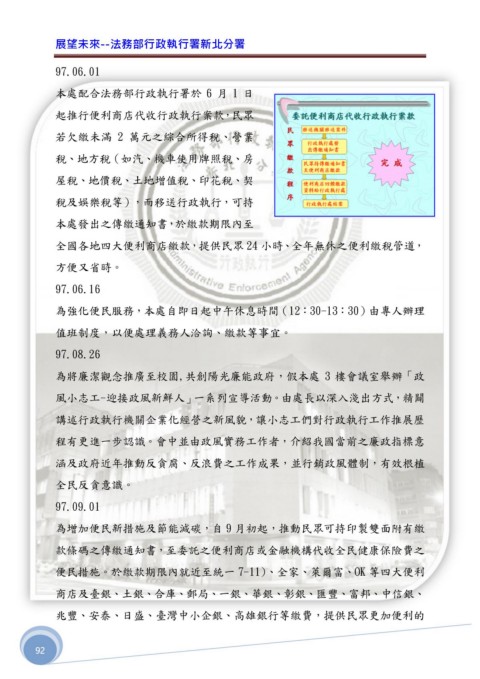 展望未來--法務部行政執行署新北分署
97.06.01
本處配合法務部行政執行署於 6 月 1 日
起推行便利商店代收行政執行案款，民眾
若欠繳未滿 2 萬元之綜合所得稅、營業
稅、地方稅（如汽、機車使用牌照稅、房
屋稅、地價稅、土地增值稅、印花稅、契
稅及娛樂稅等），而移送行政執行，可持
本處發出之傳繳通知書，於繳款期限內至
委託便利商店代收行政執行案款
民眾繳款程序
移送機關移送案件
行政執行處發
出傳繳通知書
民眾持傳繳通知書
至便利商店繳款
便利商店回饋繳款
資料給行政執行處
行政執行處結案
完 成
全國各地四大便利商店繳款，提供民眾 24 小時、全年無休之便利繳稅管道，
方便又省時。
97.06.16
為強化便民服務，本處自即日起中午休息時間（12：30-13：30）由專人辦理
值班制度，以便處理義務人洽詢、繳款等事宜。
97.08.26
為將廉潔觀念推廣至校園，共創陽光廉能政府，假本處 3 樓會議室舉辦「政
風小志工-迎接政風新鮮人」一系列宣導活動。由處長以深入淺出方式，精闢
講述行政執行機關企業化經營之新風貌，讓小志工們對行政執行工作推展歷
程有更進一步認識。會中並由政風實務工作者，介紹我國當前之廉政指標意
涵及政府近年推動反貪腐、反浪費之工作成果，並行銷政風體制，有效根植
全民反貪意識。
97.09.01
為增加便民新措施及節能減碳，自 9 月初起，推動民眾可持印製雙面附有繳
款條碼之傳繳通知書，至委託之便利商店或金融機構代收全民健康保險費之
便民措施。於繳款期限內就近至統一 7-11)、全家、萊爾富、OK 等四大便利
商店及臺銀、土銀、合庫、郵局、一銀、華銀、彰銀、匯豐、富邦、中信銀、
兆豐、安泰、日盛、臺灣中小企銀、高雄銀行等繳費，提供民眾更加便利的
92